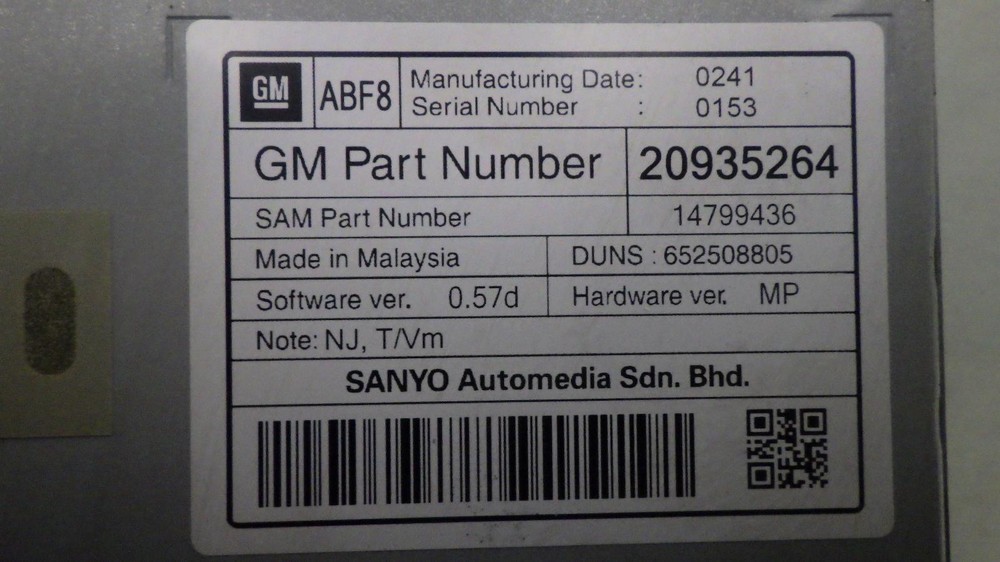 GM ABF8 Manufacturing Date: 0241
Serial Number : 0153
GM Part Number 20935264
SAM Part Number 14799436
Made in Malaysia DUNS : 652508805
Software ver. 0.57d Hardware ver. MP
Note: NJ, T/Vm
SANYO Automedia Sdn. Bhd.